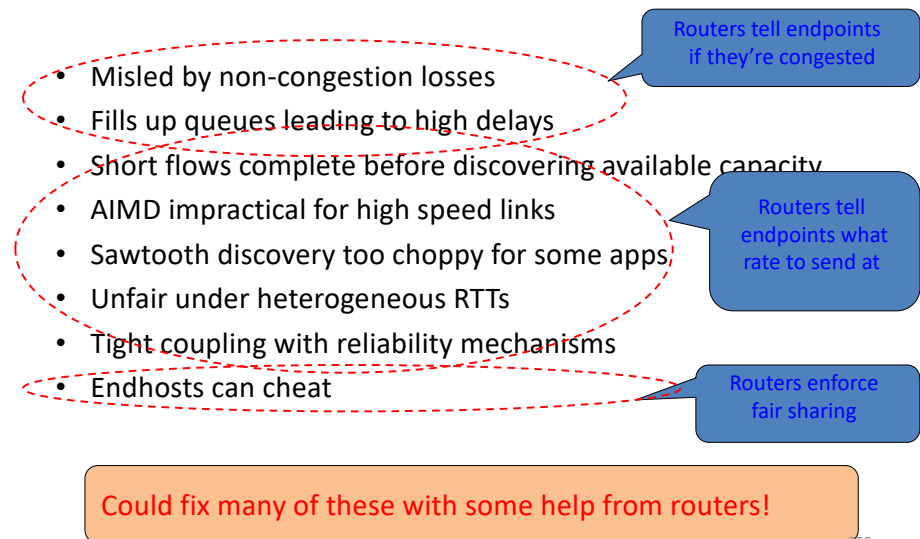 Routers tell endpoints
if they're congested
• Misled by non-congestion losses
• Fills up queues leading to high delays
• Short flows complete before discovering available capacity
• AIMD impractical for high speed links
Routers tell
endpoints what
rate to send at
• Sawtooth discovery too choppy for some apps
• Unfair under heterogeneous RTTs
• Tight coupling with reliability mechanisms
• Endhosts can cheat
Routers enforce
fair sharing
Could fix many of these with some help from routers!